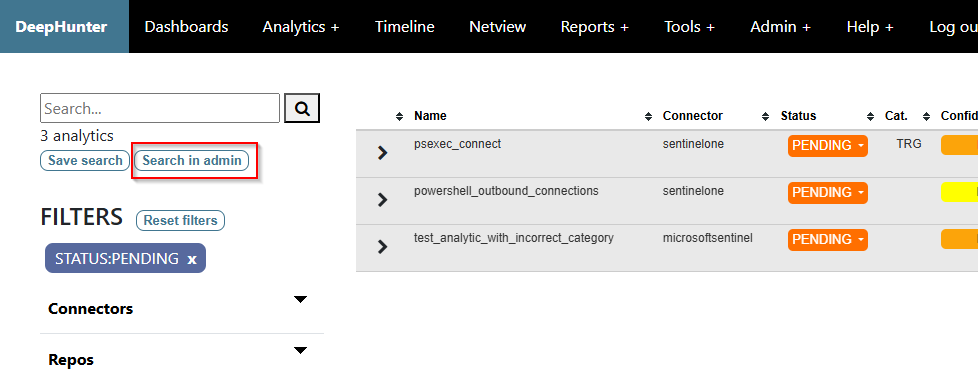 DeepHunter Dashboards Analytics + Timeline Netview Reports + Tools + Admin + Help + Log ou
Search...
3 analytics
Save search Search in admin
FILTERS Reset filters
STATUS:PENDING x
Connectors
Repos
Name Connector Status Cat. Confid
psexec_connect sentinelone PENDING TRG
powershell_outbound_connections sentinelone PENDING
test_analytic_with_incorrect_category microsoftsentinel PENDING